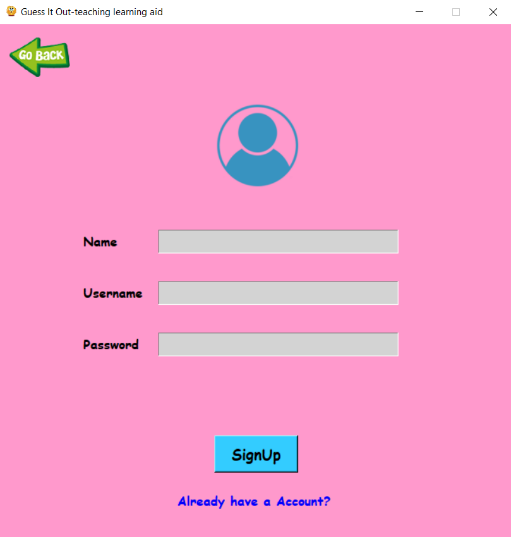 Guess It Out-teaching learning aid
GO BACK
Name
Username
Password
SignUp
Already have a Account?